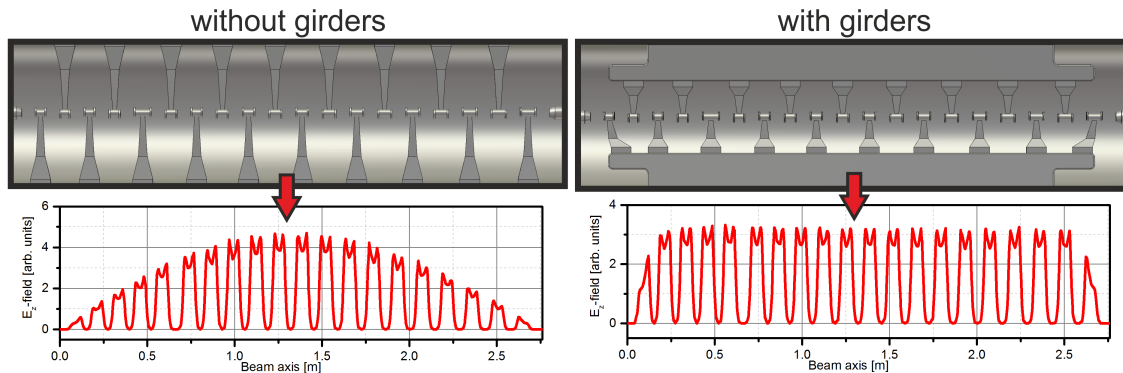 without girders
with girders
6
4
2
0
E_z-field [arb. units]
0.0 0.5 1.0 1.5 2.0 2.5
Beam axis [m]
4
2
0
E_z-field [arb. units]
0.0 0.5 1.0 1.5 2.0 2.5
Beam axis [m]